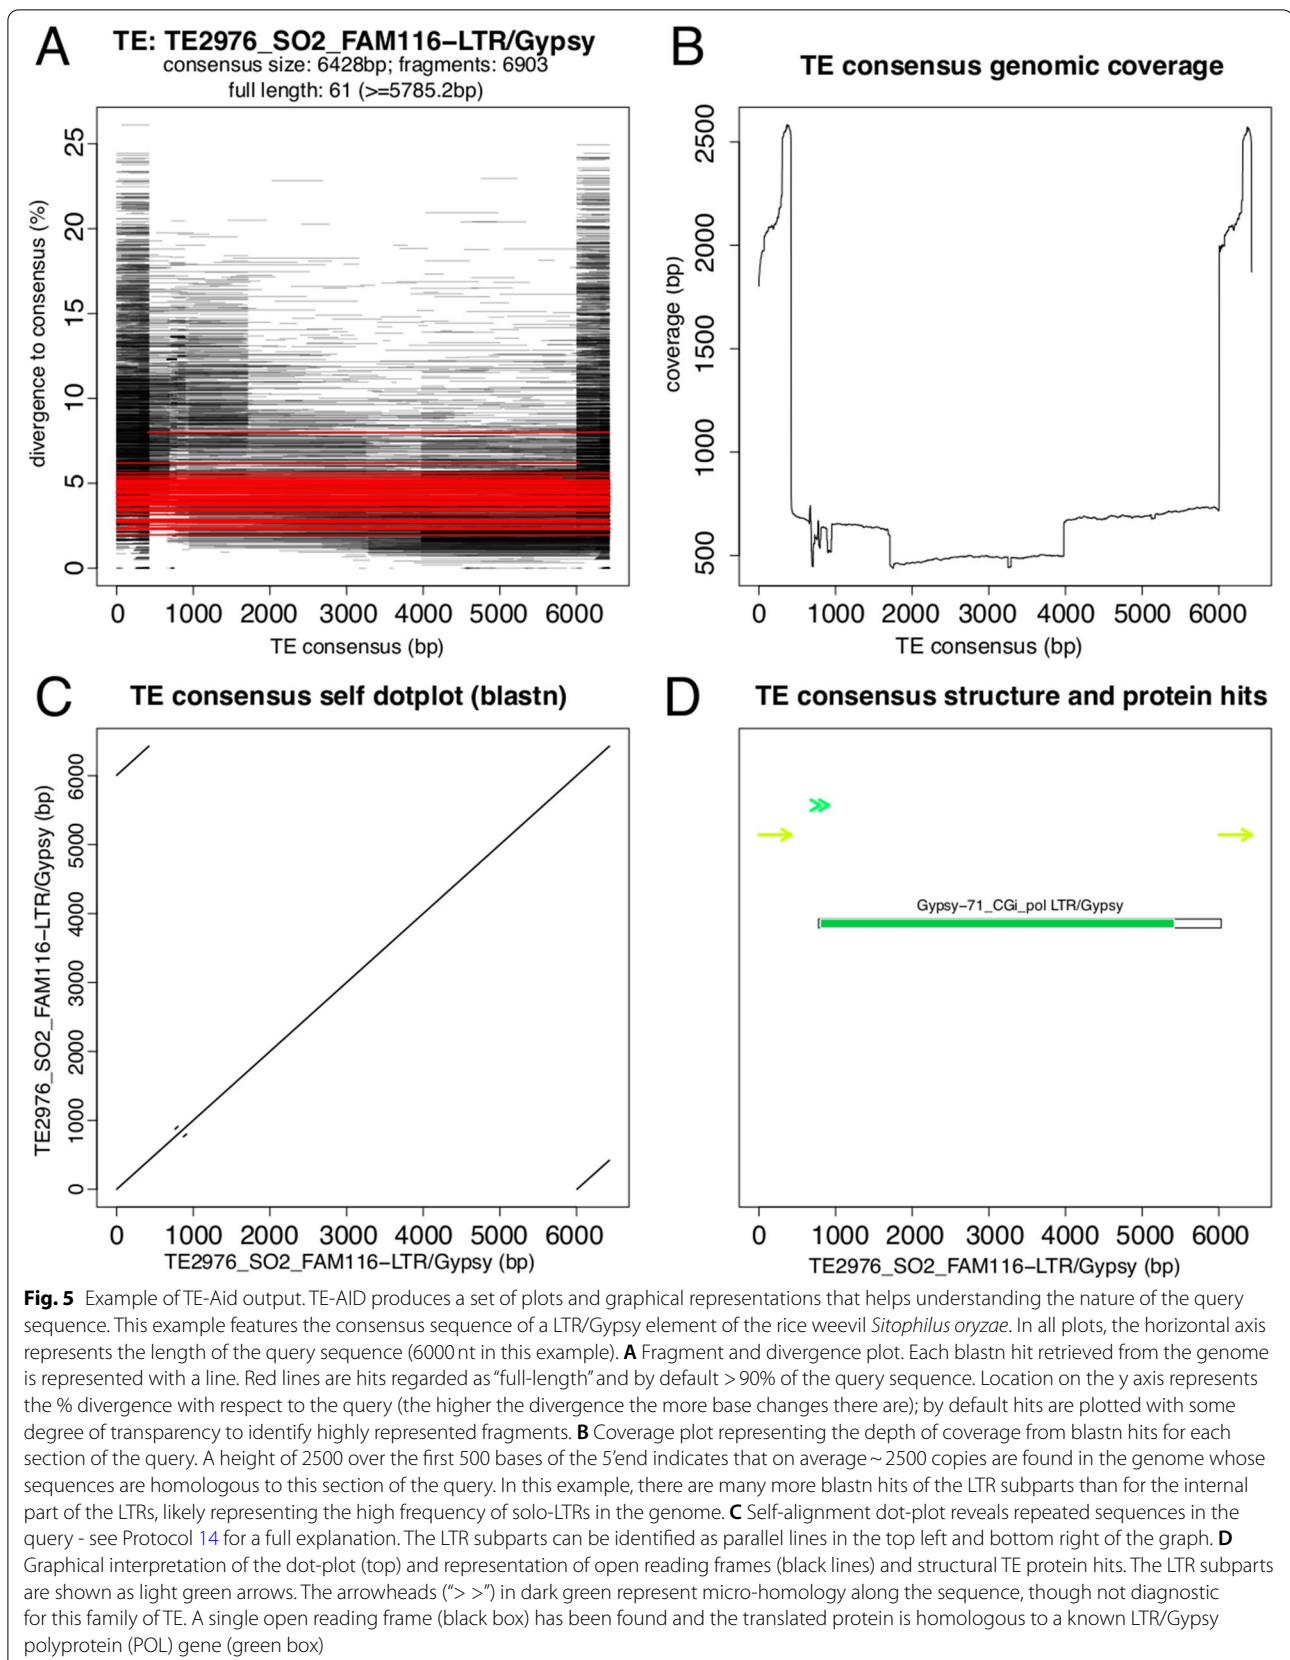 A
TE: TE2976_SO2_FAM116−LTR/Gypsy
consensus size: 6428bp; fragments: 6903
full length: 61 (>=5785.2bp)
divergence to consensus (%)
25
20
15
10
5
0
0 1000 2000 3000 4000 5000 6000
TE consensus (bp)
B
TE consensus genomic coverage
coverage (bp)
2500
2000
1500
1000
500
0 1000 2000 3000 4000 5000 6000
TE consensus (bp)
C
TE consensus self dotplot (blastn)
TE2976_SO2_FAM116−LTR/Gypsy (bp)
6000
5000
4000
3000
2000
1000
0
0 1000 2000 3000 4000 5000 6000
TE2976_SO2_FAM116−LTR/Gypsy (bp)
D
TE consensus structure and protein hits
Gypsy−71_CGi_pol LTR/Gypsy
0 1000 2000 3000 4000 5000 6000
TE2976_SO2_FAM116−LTR/Gypsy (bp)
Fig. 5 Example of TE-Aid output. TE-AID produces a set of plots and graphical representations that helps understanding the nature of the query
sequence. This example features the consensus sequence of a LTR/Gypsy element of the rice weevil Sitophilus oryzae. In all plots, the horizontal axis
represents the length of the query sequence (6000 nt in this example). A Fragment and divergence plot. Each blastn hit retrieved from the genome
is represented with a line. Red lines are hits regarded as “full-length” and by default > 90% of the query sequence. Location on the y axis represents
the % divergence with respect to the query (the higher the divergence the more base changes there are); by default hits are plotted with some
degree of transparency to identify highly represented fragments. B Coverage plot representing the depth of coverage from blastn hits for each
section of the query. A height of 2500 over the first 500 bases of the 5’end indicates that on average ~ 2500 copies are found in the genome whose
sequences are homologous to this section of the query. In this example, there are many more blastn hits of the LTR subparts than for the internal
part of the LTRs, likely representing the high frequency of solo-LTRs in the genome. C Self-alignment dot-plot reveals repeated sequences in the
query - see Protocol 14 for a full explanation. The LTR subparts can be identified as parallel lines in the top left and bottom right of the graph. D
Graphical interpretation of the dot-plot (top) and representation of open reading frames (black lines) and structural TE protein hits. The LTR subparts
are shown as light green arrows. The arrowheads (“> >”) in dark green represent micro-homology along the sequence, though not diagnostic
for this family of TE. A single open reading frame (black box) has been found and the translated protein is homologous to a known LTR/Gypsy
polyprotein (POL) gene (green box)